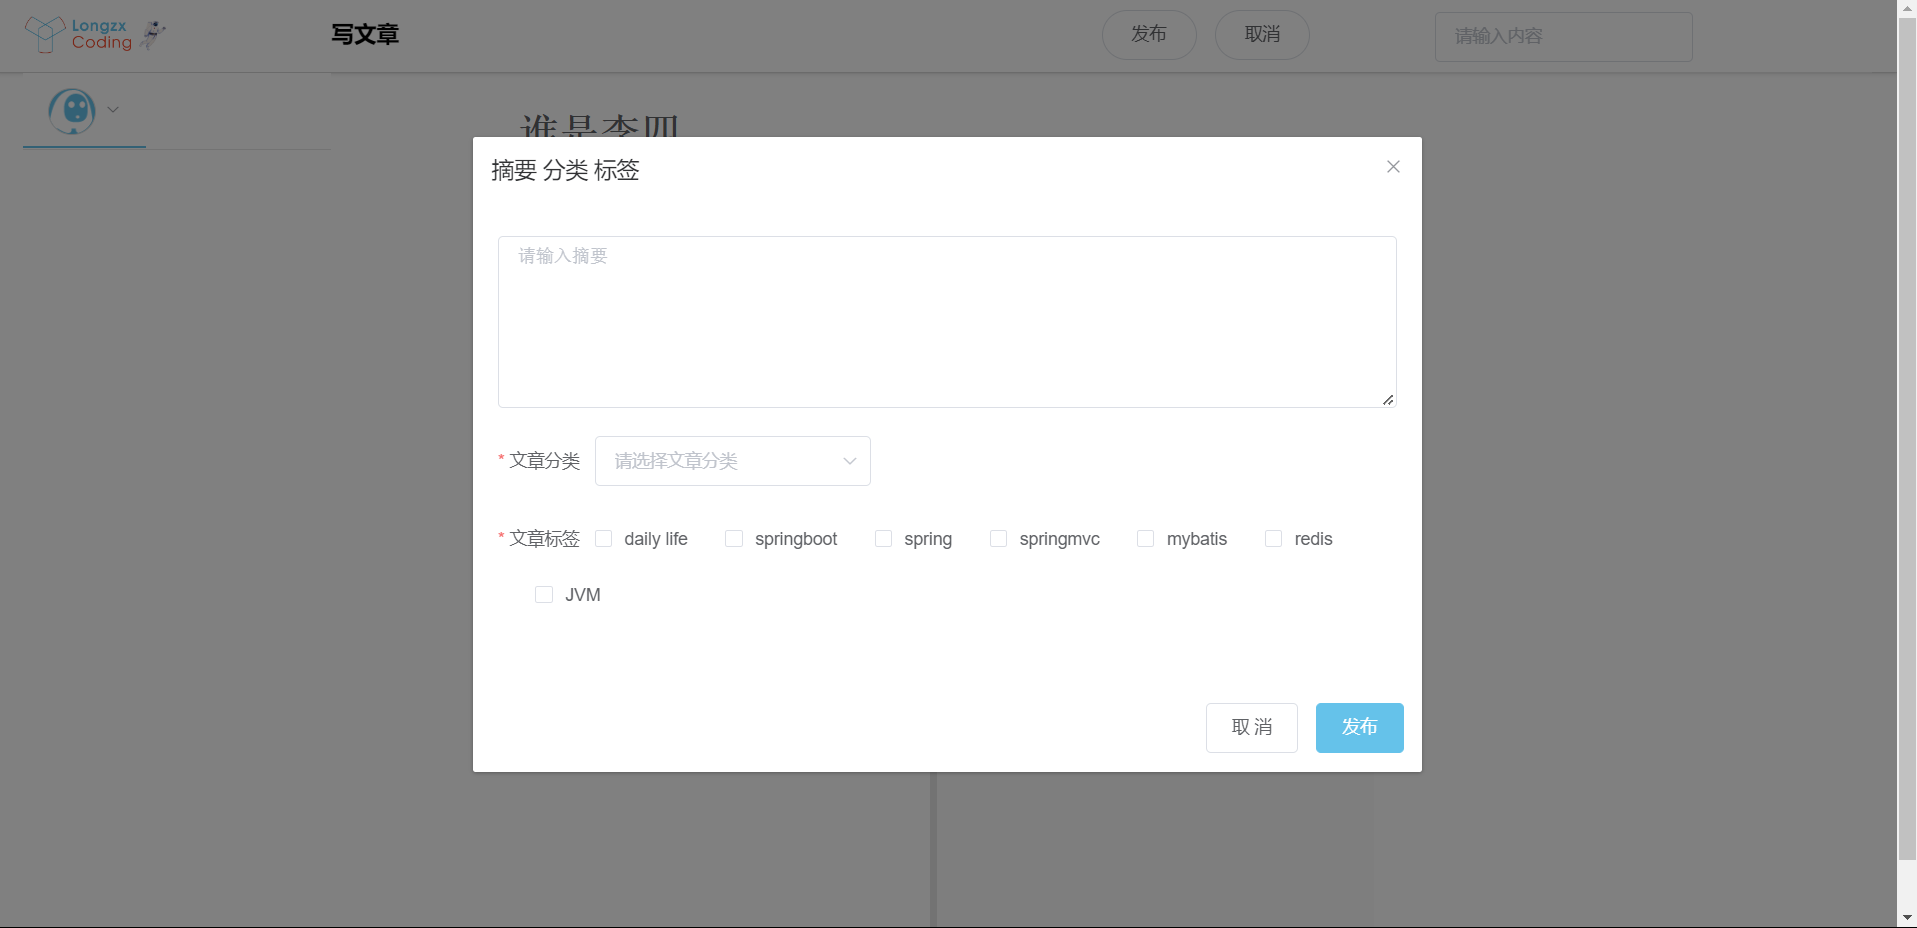 Longzx
Coding
写文章
发布
取消
请输入内容
谁是李四
摘要 分类 标签
请输入摘要
* 文章分类
请选择文章分类
* 文章标签
daily life
springboot
spring
springmvc
mybatis
redis
JVM
取 消
发布